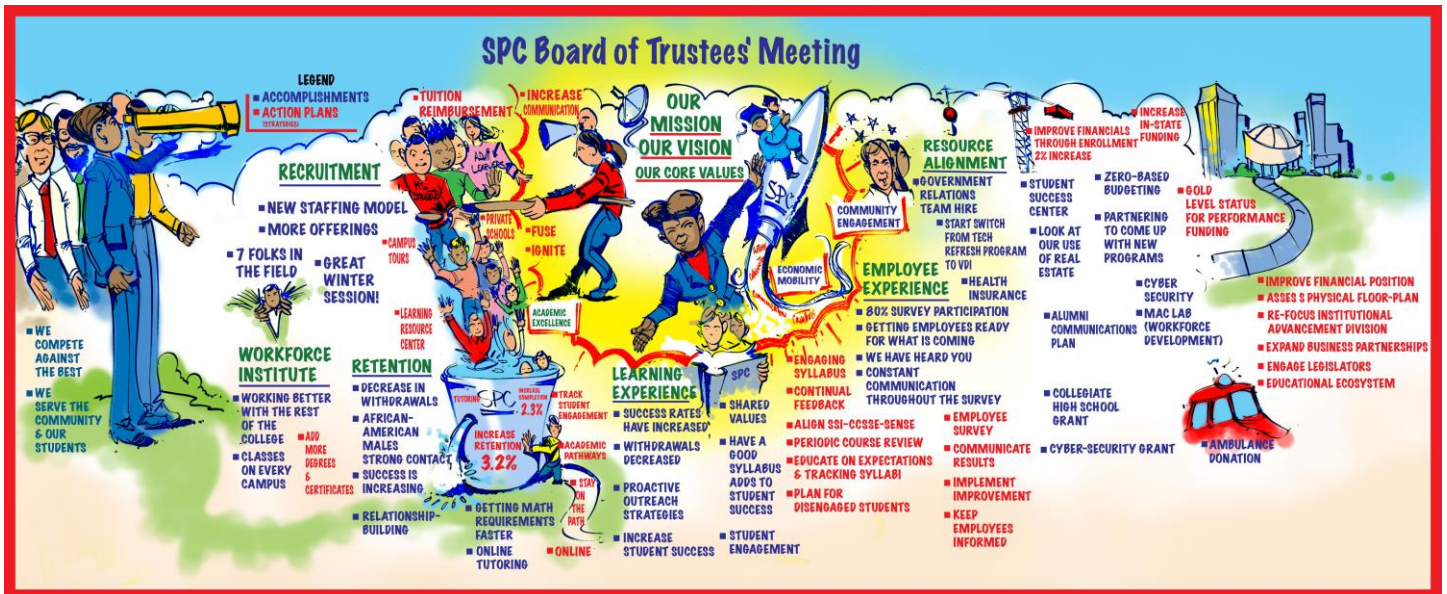 SPC Board of Trustees' Meeting
LEGEND
ACCOMPLISHMENTS
ACTION PLANS
(STRATEGIES)
TUITION
REIMBURSEMENT
INCREASE
COMMUNICATION
OUR
MISSION
OUR VISION
OUR CORE VALUES
RECRUITMENT
NEW STAFFING MODEL
MORE OFFERINGS
7 FOLKS IN
THE FIELD
GREAT
WINTER
SESSION!
ADULT
LEARNERS
H.S.
CAMPUS
TOURS
PRIVATE
SCHOOLS
FUSE
IGNITE
LEARNING
RESOURCE
CENTER
ACADEMIC
EXCELLENCE
SPC
ECONOMIC
MOBILITY
COMMUNITY
ENGAGEMENT
RESOURCE
ALIGNMENT
GOVERNMENT
RELATIONS
TEAM HIRE
START SWITCH
FROM TECH
REFRESH PROGRAM
TO VDI
HEALTH
INSURANCE
IMPROVE FINANCIALS
THROUGH ENROLLMENT
2% INCREASE
INCREASE
IN-STATE
FUNDING
STUDENT
SUCCESS
CENTER
LOOK AT
OUR USE
OF REAL
ESTATE
ZERO-BASED
BUDGETING
PARTNERING
TO COME UP
WITH NEW
PROGRAMS
GOLD
LEVEL STATUS
FOR PERFORMANCE
FUNDING
CYBER
SECURITY
MAC LAB
(WORKFORCE
DEVELOPMENT)
ALUMNI
COMMUNICATIONS
PLAN
COLLEGIATE
HIGH SCHOOL
GRANT
CYBER-SECURITY GRANT
AMBULANCE
DONATION
IMPROVE FINANCIAL POSITION
ASSES S PHYSICAL FLOOR-PLAN
RE-FOCUS INSTITUTIONAL
ADVANCEMENT DIVISION
EXPAND BUSINESS PARTNERSHIPS
ENGAGE LEGISLATORS
EDUCATIONAL ECOSYSTEM
WE
COMPETE
AGAINST
THE BEST
WE
SERVE THE
COMMUNITY
& OUR
STUDENTS
WORKFORCE
INSTITUTE
WORKING BETTER
WITH THE REST
OF THE
COLLEGE
CLASSES
ON EVERY
CAMPUS
ADD
MORE
DEGREES
&
CERTIFICATES
RETENTION
DECREASE IN
WITHDRAWALS
AFRICAN-
AMERICAN
MALES
STRONG CONTACT
SUCCESS IS
INCREASING
RELATIONSHIP-
BUILDING
TUTORING
SPC
INCREASE
COMPLETION
2.3%
INCREASE
RETENTION
3.2%
TRACK
STUDENT
ENGAGEMENT
ACADEMIC
PATHWAYS
STAY
ON
THE
PATH
GETTING MATH
REQUIREMENTS
FASTER
ONLINE
TUTORING
ONLINE
LEARNING
EXPERIENCE
SUCCESS RATES
HAVE INCREASED
WITHDRAWALS
DECREASED
PROACTIVE
OUTREACH
STRATEGIES
INCREASE
STUDENT SUCCESS
SPC
SHARED
VALUES
HAVE A
GOOD
SYLLABUS
ADDS TO
STUDENT
SUCCESS
STUDENT
ENGAGEMENT
ENGAGING
SYLLABUS
CONTINUAL
FEEDBACK
ALIGN SSI-CCSSE-SENSE
PERIODIC COURSE REVIEW
EDUCATE ON EXPECTATIONS
& TRACKING SYLLABI
PLAN FOR
DISENGAGED STUDENTS
EMPLOYEE
EXPERIENCE
80% SURVEY PARTICIPATION
GETTING EMPLOYEES READY
FOR WHAT IS COMING
WE HAVE HEARD YOU
CONSTANT
COMMUNICATION
THROUGHOUT THE SURVEY
EMPLOYEE
SURVEY
COMMUNICATE
RESULTS
IMPLEMENT
IMPROVEMENT
KEEP
EMPLOYEES
INFORMED